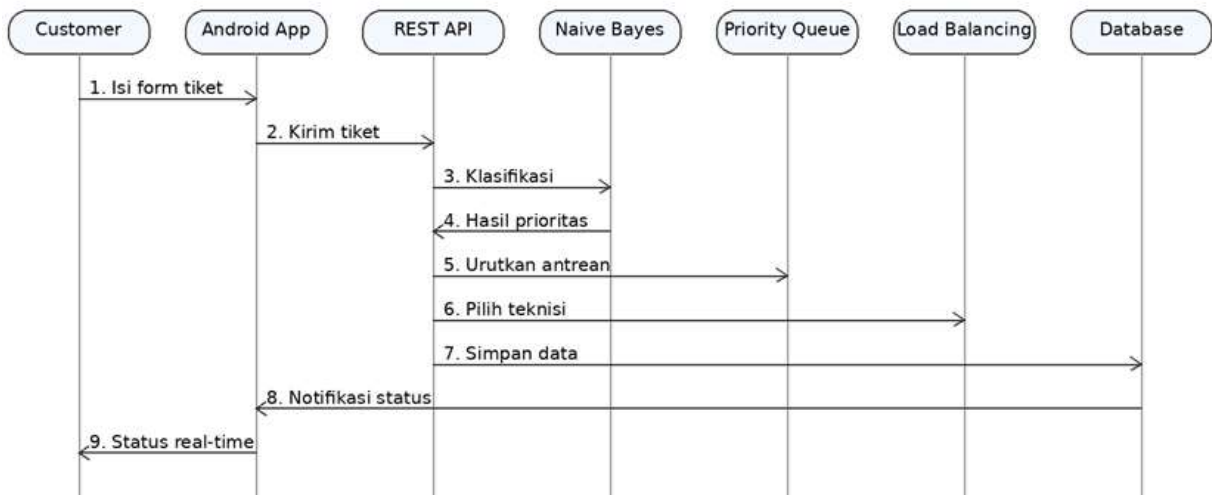 Customer
Android App
REST API
Naive Bayes
Priority Queue
Load Balancing
Database
1. Isi form tiket
2. Kirim tiket
3. Klasifikasi
4. Hasil prioritas
5. Urutkan antrean
6. Pilih teknisi
7. Simpan data
8. Notifikasi status
9. Status real-time